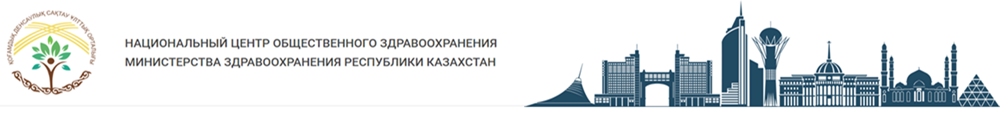 ҚОҒАМДЫҚ ДЕНСАУЛЫҚ САҚТАУ ҰЛТТЫҚ ОРТАЛЫҒЫ
НАЦИОНАЛЬНЫЙ ЦЕНТР ОБЩЕСТВЕННОГО ЗДРАВООХРАНЕНИЯ
МИНИСТЕРСТВА ЗДРАВООХРАНЕНИЯ РЕСПУБЛИКИ КАЗАХСТАН